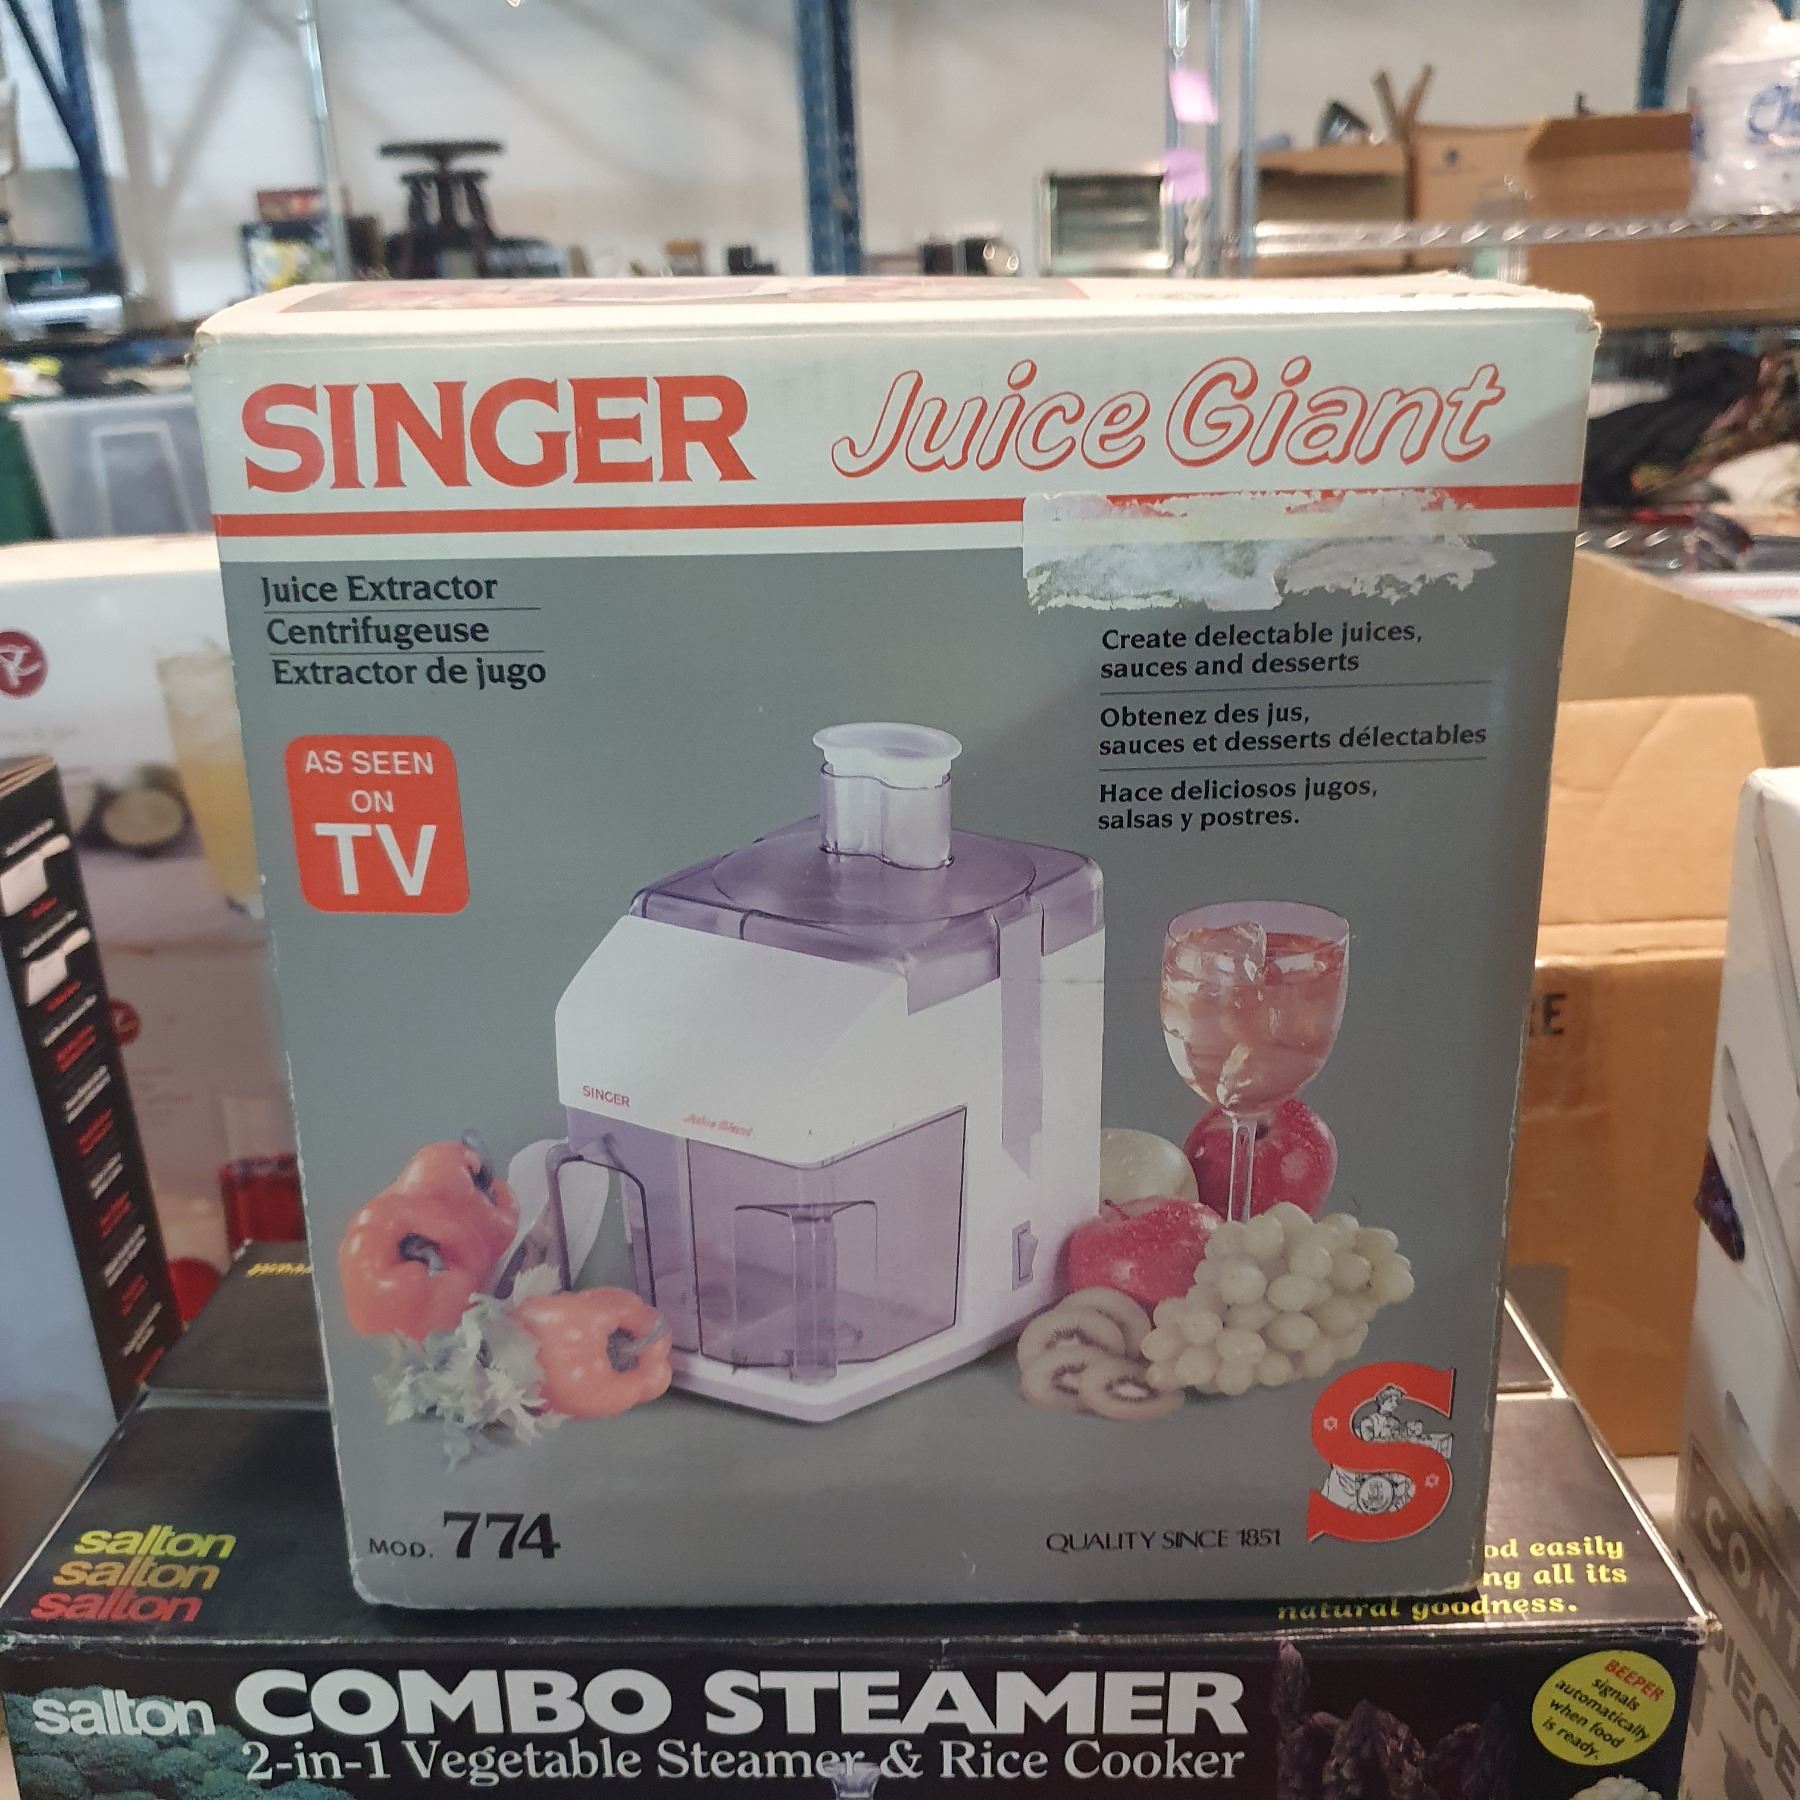 SINGER Juice Giant
Juice Extractor
Centrifugeuse
Extractor de jugo
AS SEEN
ON
TV
Create delectable juices,
sauces and desserts
Obtenez des jus,
sauces et desserts délectables
Hace deliciosos jugos,
salsas y postres.
SINGER
Juice Giant
MOD. 774
QUALITY SINCE 1851
S
salton
salton
salton
od easily
ng all its
natural goodness.
salton COMBO STEAMER
2-in-1 Vegetable Steamer & Rice Cooker
BEEPER
signals
automatically
when food
is ready.